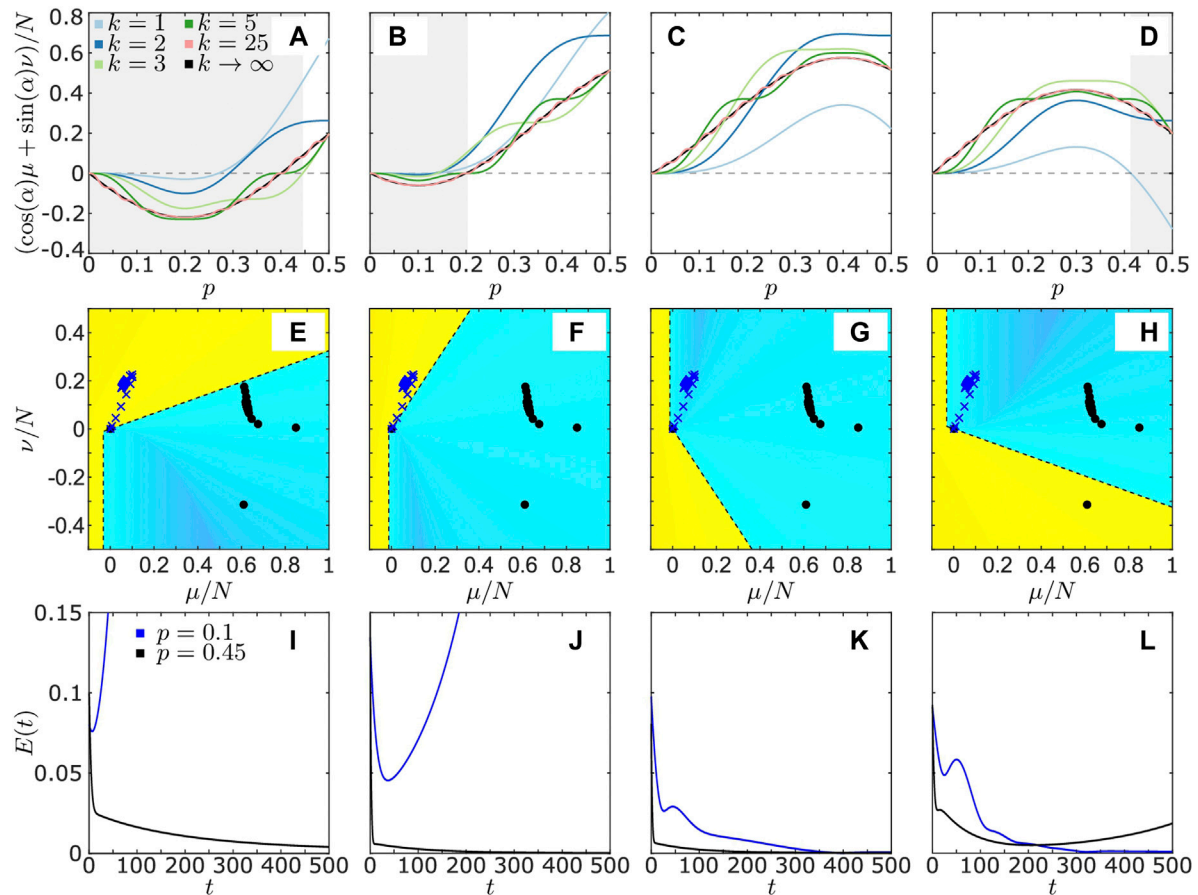 (cos(α)μ + sin(α)ν)/N
k = 1 k = 5
k = 2 k = 25
k = 3 k → ∞
A B C D
0.8
0.6
0.4
0.2
0
-0.2
-0.4
0 0.1 0.2 0.3 0.4 0.5
0 0.1 0.2 0.3 0.4 0.5
0 0.1 0.2 0.3 0.4 0.5
0 0.1 0.2 0.3 0.4 0.5
p p p p
E F G H
ν/N
0.4
0.2
0
-0.2
-0.4
0 0.2 0.4 0.6 0.8 1
0 0.2 0.4 0.6 0.8 1
0 0.2 0.4 0.6 0.8 1
0 0.2 0.4 0.6 0.8 1
μ/N μ/N μ/N μ/N
I J K L
p = 0.1
p = 0.45
E(t)
0.15
0.1
0.05
0
0 100 200 300 400 500
0 100 200 300 400 500
0 100 200 300 400 500
0 100 200 300 400 500
t t t t